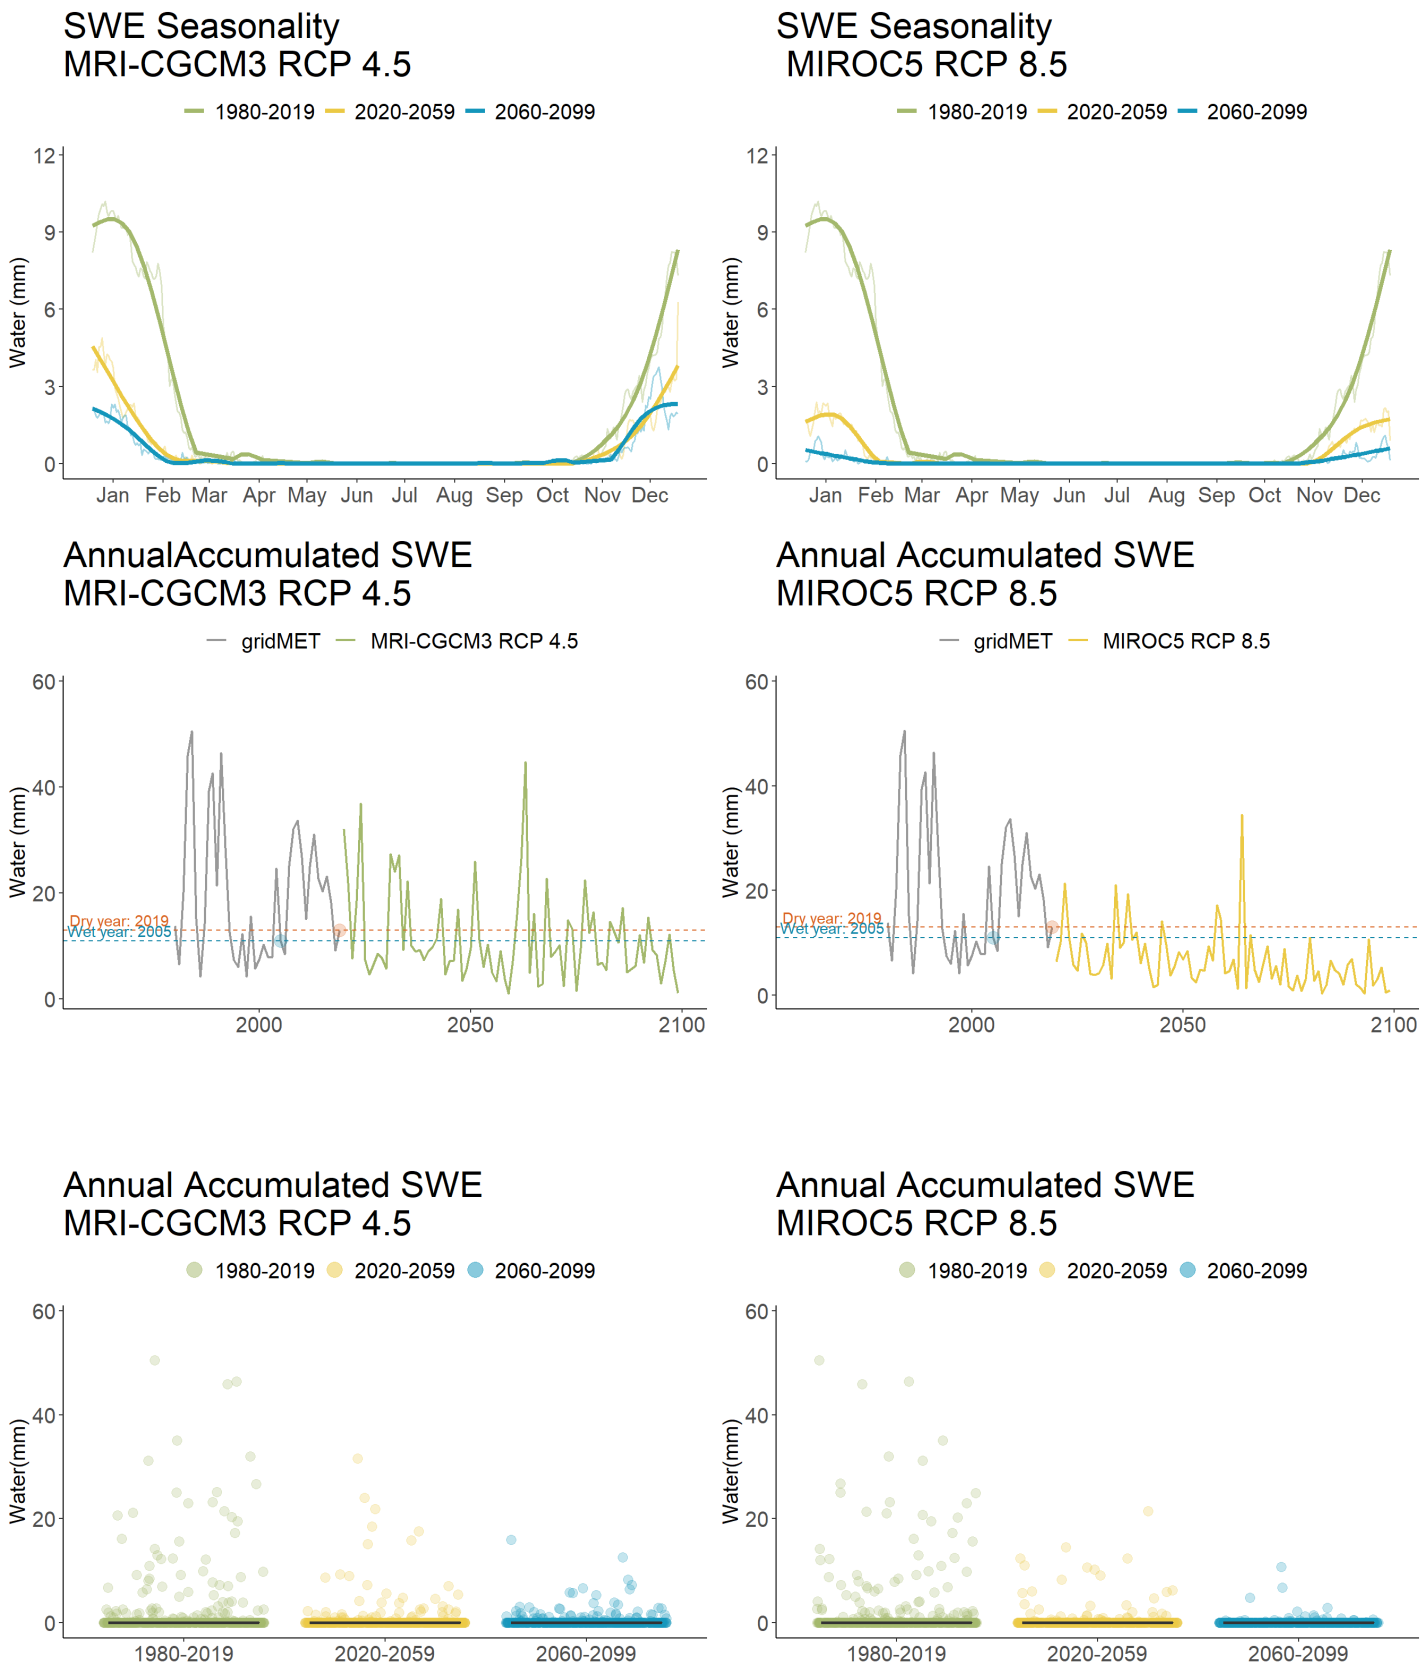 SWE Seasonality
MRI-CGCM3 RCP 4.5
1980-2019 2020-2059 2060-2099
Water (mm)
12
9
6
3
0
Jan Feb Mar Apr May Jun Jul Aug Sep Oct Nov Dec
SWE Seasonality
MIROC5 RCP 8.5
1980-2019 2020-2059 2060-2099
Water (mm)
12
9
6
3
0
Jan Feb Mar Apr May Jun Jul Aug Sep Oct Nov Dec
AnnualAccumulated SWE
MRI-CGCM3 RCP 4.5
gridMET MRI-CGCM3 RCP 4.5
Water (mm)
60
40
20
0
Dry year: 2019
Wet year: 2005
2000 2050 2100
Annual Accumulated SWE
MIROC5 RCP 8.5
gridMET MIROC5 RCP 8.5
Water (mm)
60
40
20
0
Dry year: 2019
Wet year: 2005
2000 2050 2100
Annual Accumulated SWE
MRI-CGCM3 RCP 4.5
1980-2019 2020-2059 2060-2099
Water(mm)
60
40
20
0
1980-2019 2020-2059 2060-2099
Annual Accumulated SWE
MIROC5 RCP 8.5
1980-2019 2020-2059 2060-2099
Water(mm)
60
40
20
0
1980-2019 2020-2059 2060-2099